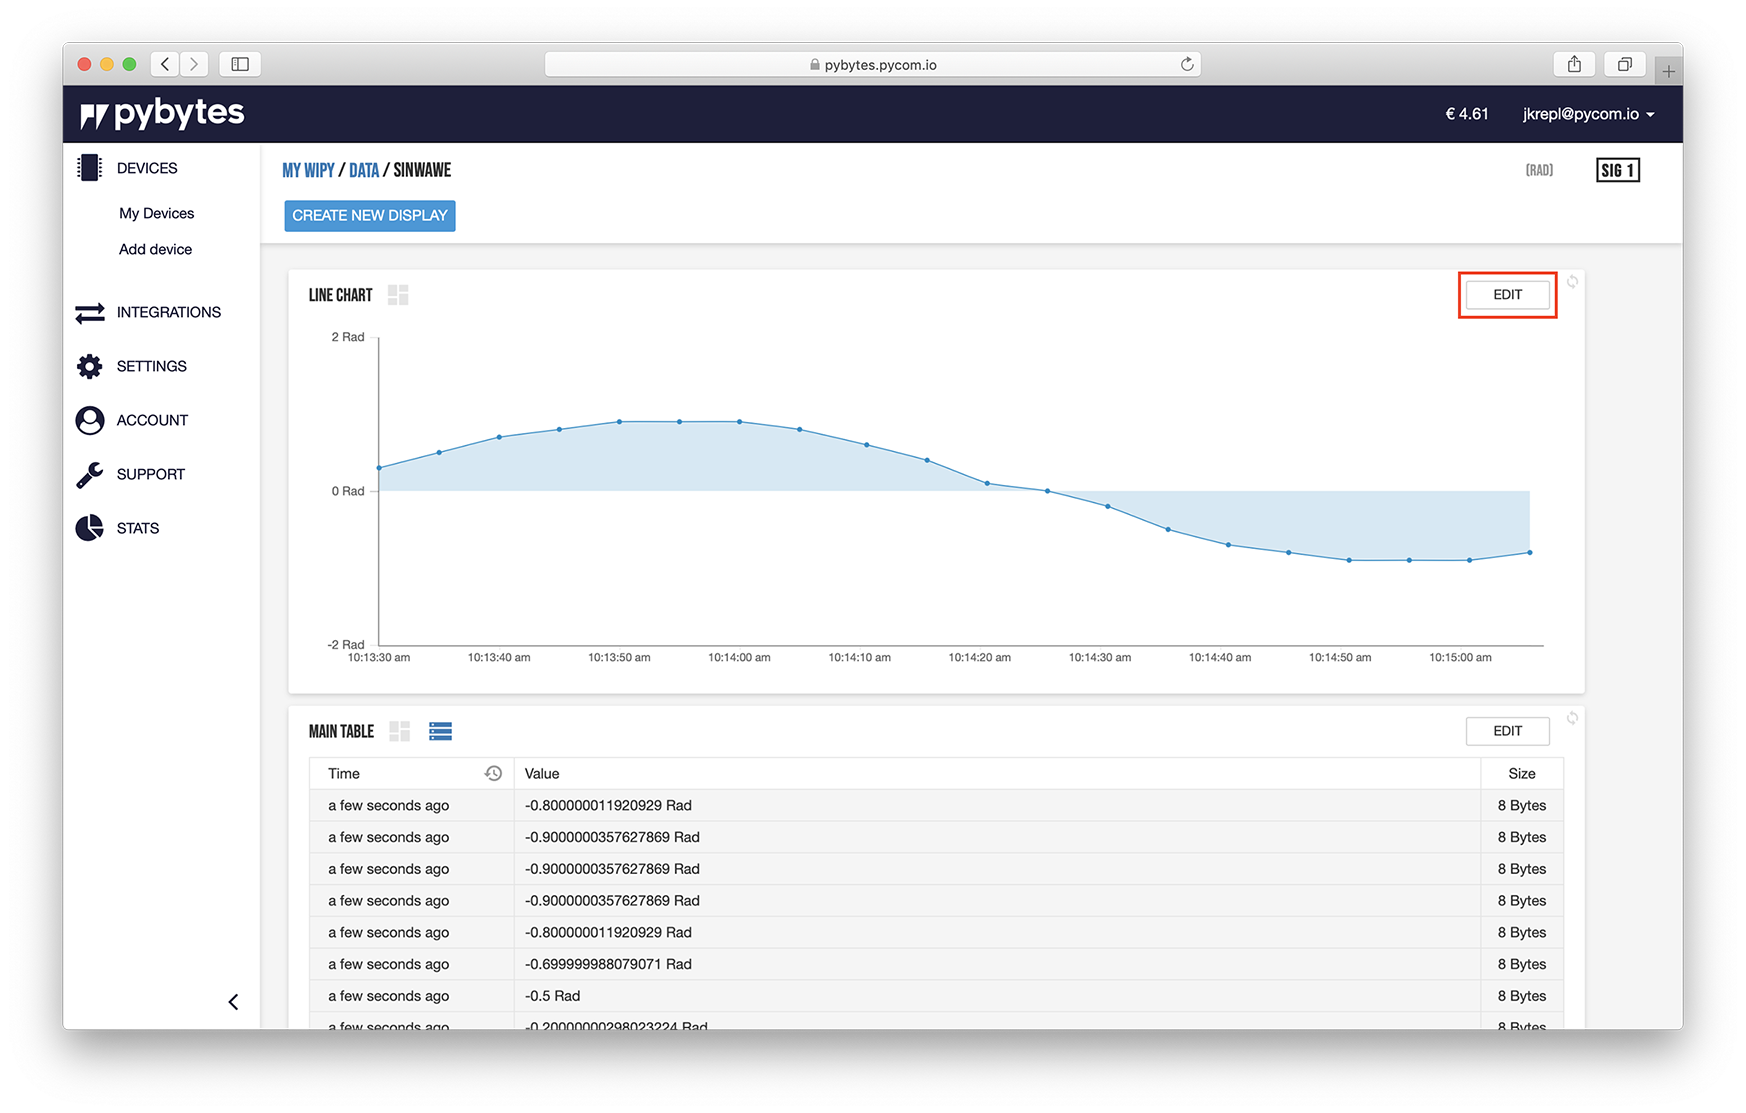 pybytes.pycom.io
pybytes
€ 4.61
jkrepl@pycom.io
DEVICES
My Devices
Add device
INTEGRATIONS
SETTINGS
ACCOUNT
SUPPORT
STATS
MY WIPY / DATA / SINWAWE
(RAD)
SIG 1
CREATE NEW DISPLAY
LINE CHART
EDIT
2 Rad
0 Rad
-2 Rad
10:13:30 am 10:13:40 am 10:13:50 am 10:14:00 am 10:14:10 am 10:14:20 am 10:14:30 am 10:14:40 am 10:14:50 am 10:15:00 am
MAIN TABLE
EDIT
Time Value Size
a few seconds ago -0.800000011920929 Rad 8 Bytes
a few seconds ago -0.9000000357627869 Rad 8 Bytes
a few seconds ago -0.9000000357627869 Rad 8 Bytes
a few seconds ago -0.9000000357627869 Rad 8 Bytes
a few seconds ago -0.800000011920929 Rad 8 Bytes
a few seconds ago -0.699999988079071 Rad 8 Bytes
a few seconds ago -0.5 Rad 8 Bytes
a few seconds ago -0.20000000298023224 Rad 8 Bytes